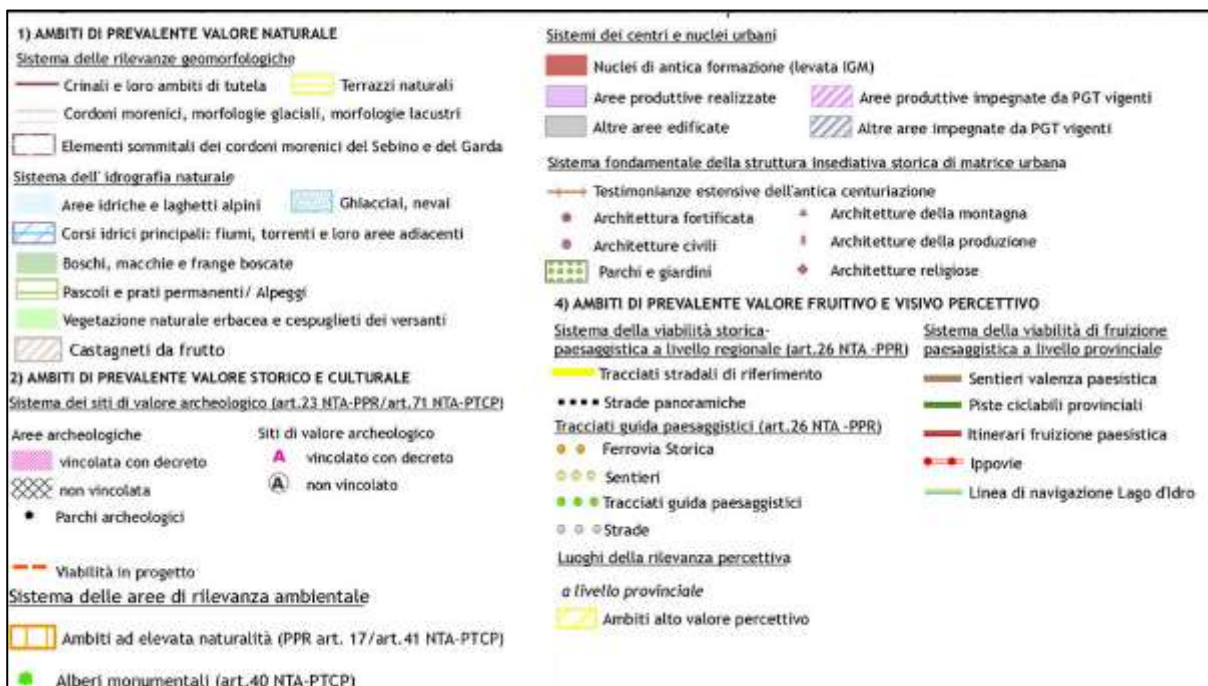 1) AMBITI DI PREVALENTE VALORE NATURALE
Sistema delle rilevanze geomorfologiche
Crinali e loro ambiti di tutela
Terrazzi naturali
Cordoni morenici, morfologie glaciali, morfologie lacustri
Elementi sommitali dei cordoni morenici del Sebino e del Garda
Sistema dell' idrografia naturale
Aree idriche e laghetti alpini
Ghiacciai, nevai
Corsi idrici principali: fiumi, torrenti e loro aree adiacenti
Boschi, macchie e frange boscate
Pascoli e prati permanenti/ Alpeggi
Vegetazione naturale erbacea e cespuglieti dei versanti
Castagneti da frutto
2) AMBITI DI PREVALENTE VALORE STORICO E CULTURALE
Sistema dei siti di valore archeologico (art.23 NTA-PPR/art.71 NTA-PTCP)
Aree archeologiche
vincolata con decreto
non vincolata
Parchi archeologici
Siti di valore archeologico
A vincolato con decreto
A non vincolato
Viabilità in progetto
Sistema delle aree di rilevanza ambientale
Ambiti ad elevata naturalità (PPR art. 17/art.41 NTA-PTCP)
Alberi monumentali (art.40 NTA-PTCP)
Sistemi dei centri e nuclei urbani
Nuclei di antica formazione (levata IGM)
Aree produttive realizzate
Aree produttive impegnate da PGT vigenti
Altre aree edificate
Altre aree impegnate da PGT vigenti
Sistema fondamentale della struttura insediativa storica di matrice urbana
Testimonianze estensive dell'antica centuriazione
Architettura fortificata
Architetture della montagna
Architetture civili
Architetture della produzione
Parchi e giardini
Architetture religiose
4) AMBITI DI PREVALENTE VALORE FRUITIVO E VISIVO PERCETTIVO
Sistema della viabilità storica-
paesaggistica a livello regionale (art.26 NTA -PPR)
Tracciati stradali di riferimento
Strade panoramiche
Tracciati guida paesaggistici (art.26 NTA -PPR)
Ferrovia Storica
Sentieri
Tracciati guida paesaggistici
Strade
Luoghi della rilevanza percettiva
a livello provinciale
Ambiti alto valore percettivo
Sistema della viabilità di fruizione
paesaggistica a livello provinciale
Sentieri valenza paesistica
Piste ciclabili provinciali
Itinerari fruizione paesistica
Ippovie
Linea di navigazione Lago d'Idro